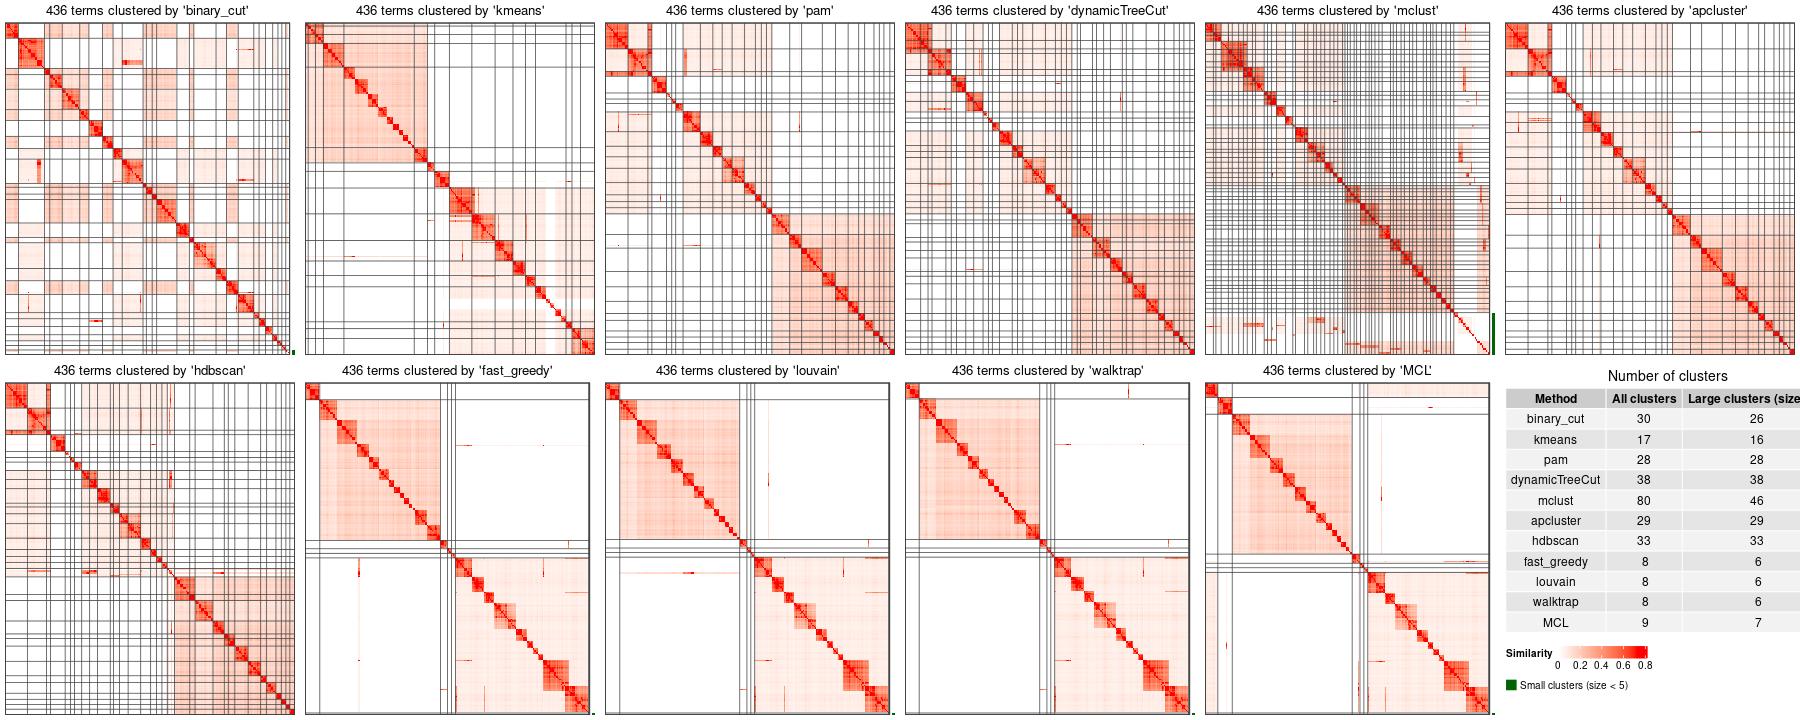 436 terms clustered by 'binary_cut'
436 terms clustered by 'kmeans'
436 terms clustered by 'pam'
436 terms clustered by 'dynamicTreeCut'
436 terms clustered by 'mclust'
436 terms clustered by 'apcluster'
436 terms clustered by 'hdbscan'
436 terms clustered by 'fast_greedy'
436 terms clustered by 'louvain'
436 terms clustered by 'walktrap'
436 terms clustered by 'MCL'
Number of clusters
Method All clusters Large clusters (size
binary_cut 30 26
kmeans 17 16
pam 28 28
dynamicTreeCut 38 38
mclust 80 46
apcluster 29 29
hdbscan 33 33
fast_greedy 8 6
louvain 8 6
walktrap 8 6
MCL 9 7
Similarity
0 0.2 0.4 0.6 0.8
Small clusters (size < 5)